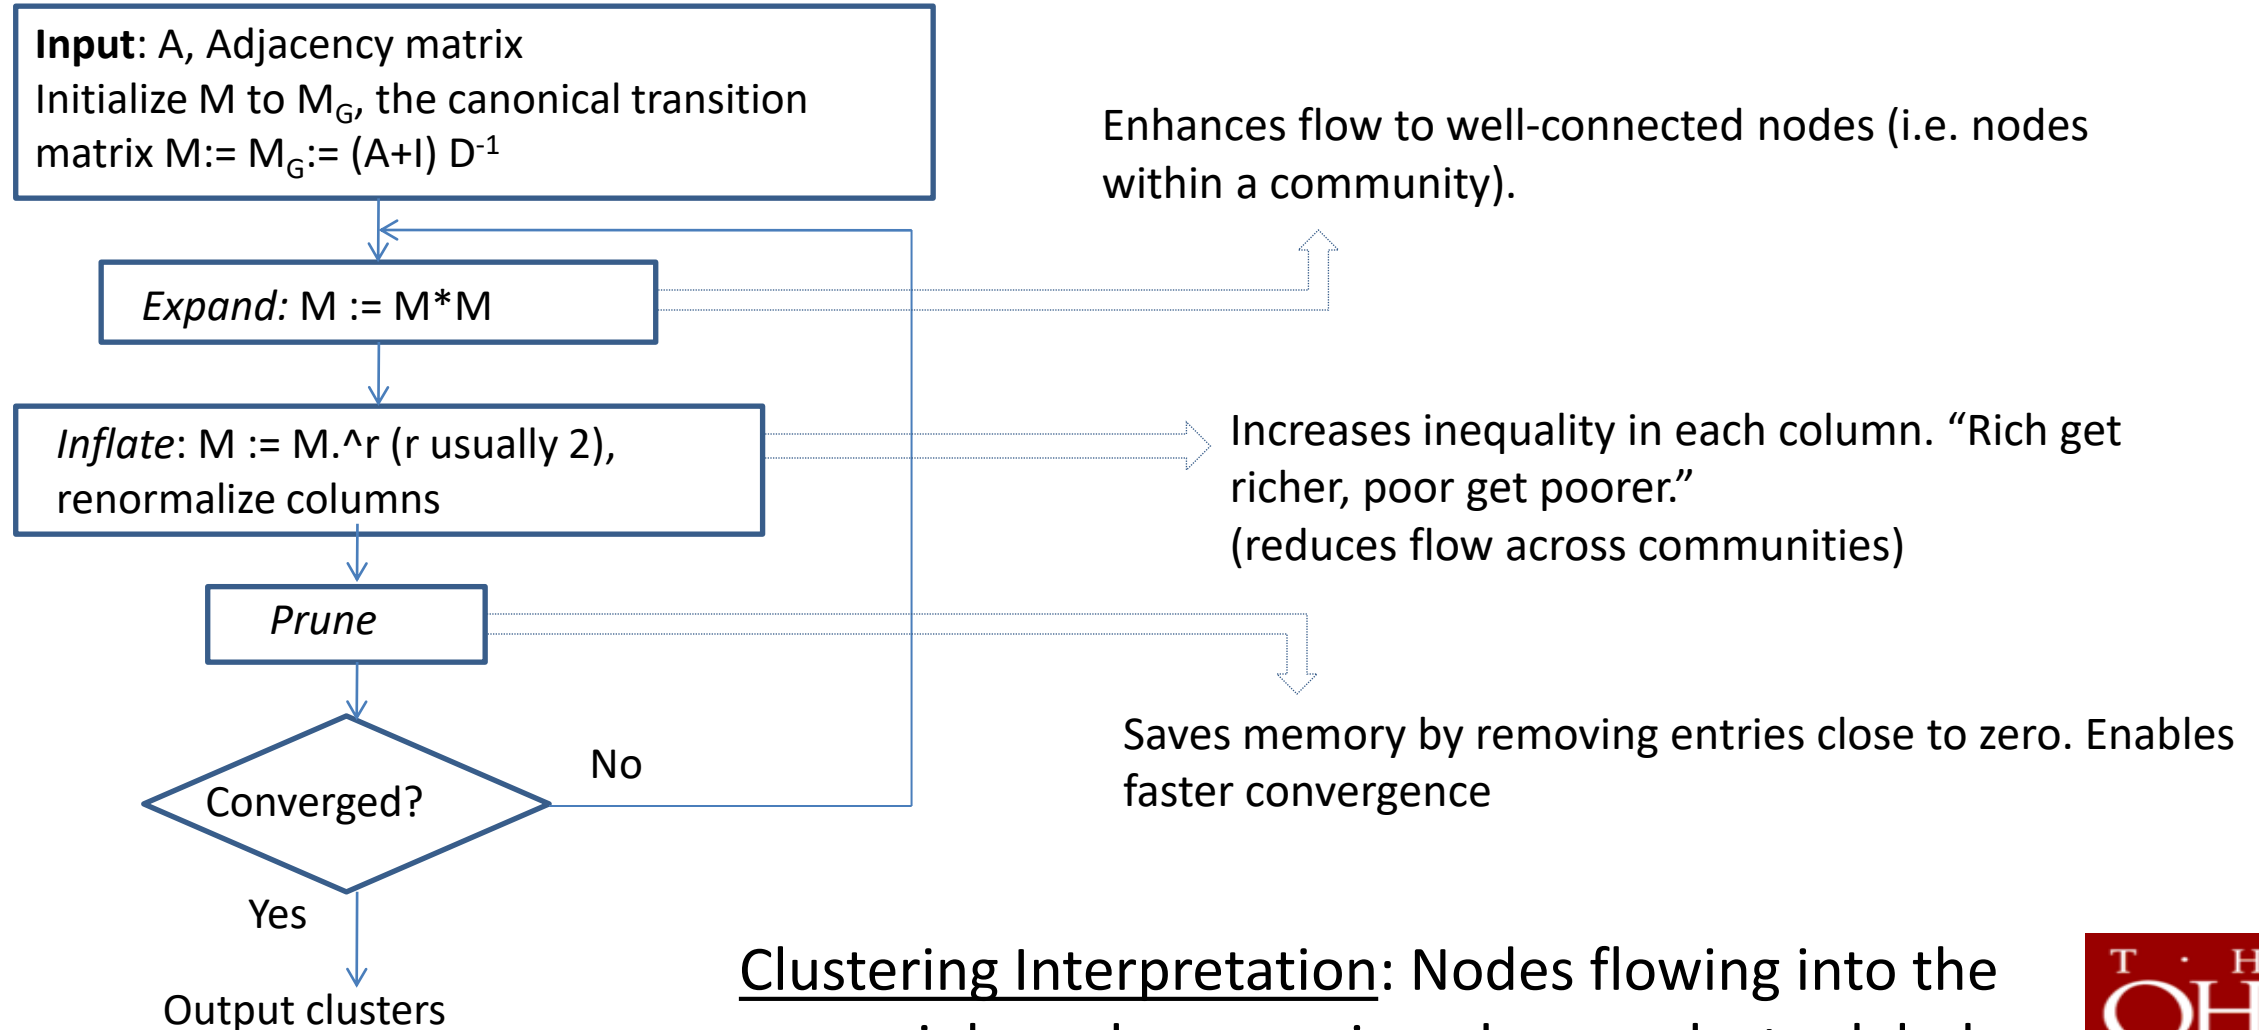 Input: A, Adjacency matrix
Initialize M to M_G, the canonical transition
matrix M:= M_G:= (A+I) D^-1
Enhances flow to well-connected nodes (i.e. nodes
within a community).
Expand: M := M*M
Inflate: M := M.^r (r usually 2),
renormalize columns
Increases inequality in each column. “Rich get
richer, poor get poorer.”
(reduces flow across communities)
Prune
Saves memory by removing entries close to zero. Enables
faster convergence
Converged?
No
Yes
Output clusters
Clustering Interpretation: Nodes flowing into the
T · H
OH